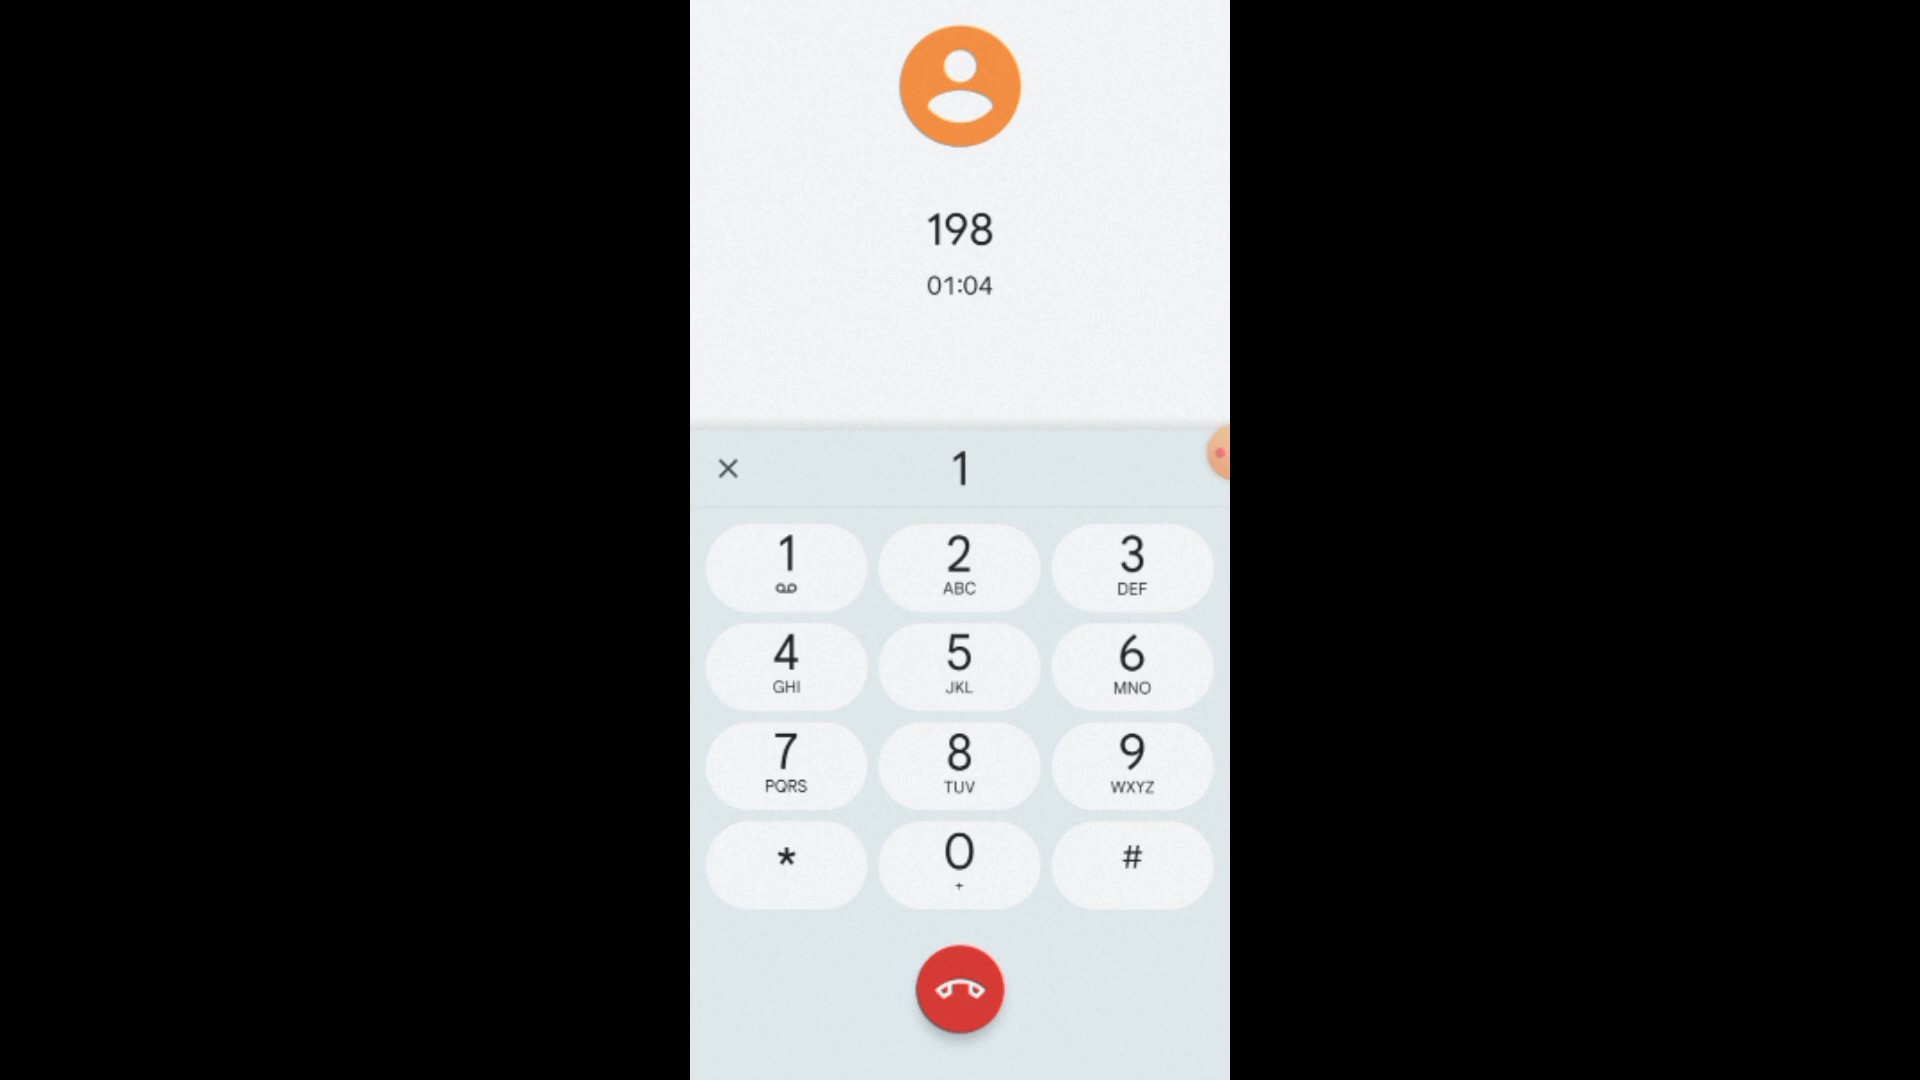 198
01:04
1
1 2 3
ABC DEF
4 5 6
GHI JKL MNO
7 8 9
PQRS TUV WXYZ
* 0 #
+